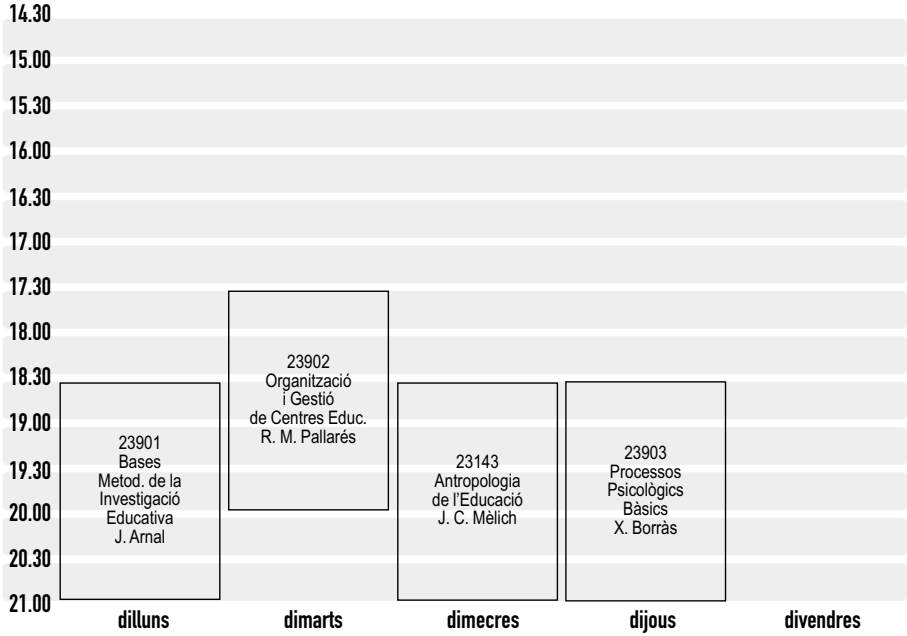 14.30
15.00
15.30
16.00
16.30
17.00
17.30
18.00
18.30
19.00
19.30
20.00
20.30
21.00
23901
Bases
Metod. de la
Investigació
Educativa
J. Arnal
23902
Organització
i Gestió
de Centres Educ.
R. M. Pallarés
23143
Antropologia
de l'Educació
J. C. Mèlich
23903
Processos
Psicològics
Bàsics
X. Borràs
dilluns dimarts dimecres dijous divendres